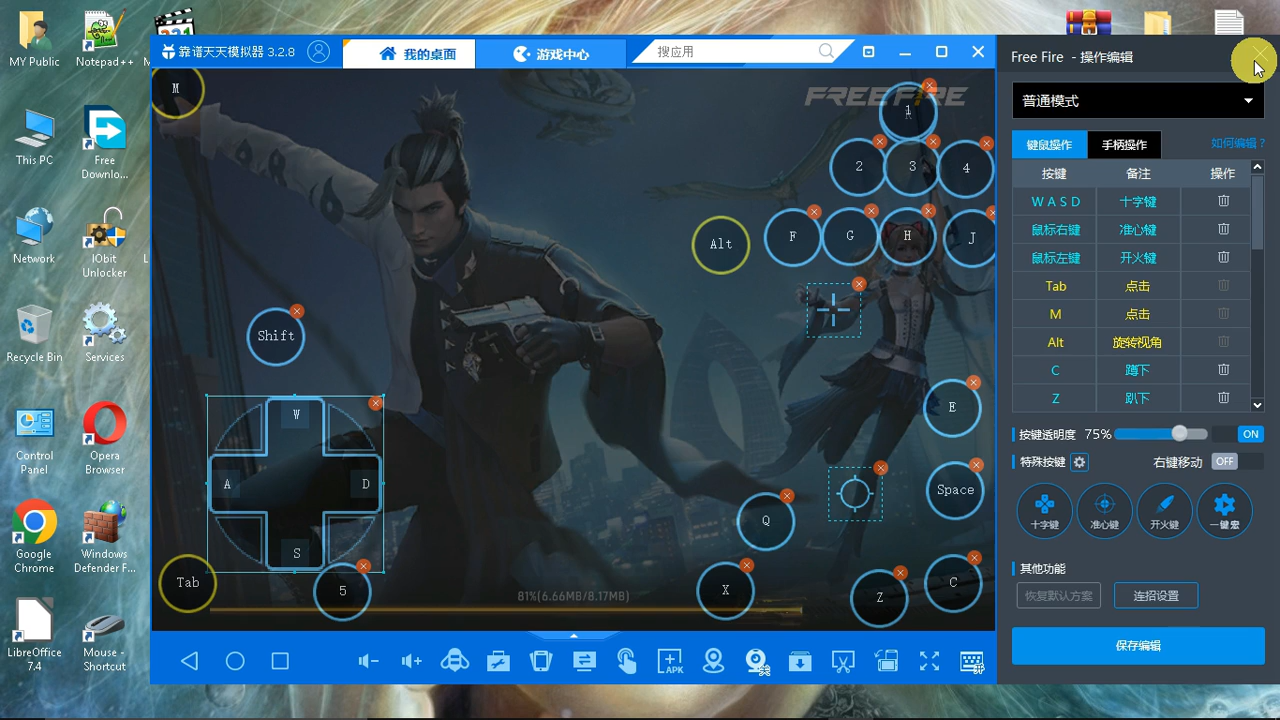 MY Public
Notepad++
This PC
Free
Downlo...
Network
IObit
Unlocker
Recycle Bin
Services
Control
Panel
Opera
Browser
Google
Chrome
Windows
Defender F...
LibreOffice
7.4
Mouse -
Shortcut
靠谱天天模拟器 3.2.8
我的桌面
游戏中心
搜应用
M
FREE FIRE
1
2
3
4
Alt
F
G
H
J
Shift
W
A
D
S
E
Space
Q
Tab
5
81%(6.66MB/8.17MB)
X
Z
C
APK
Free Fire - 操作编辑
普通模式
键鼠操作
手柄操作
如何编辑？
按键 备注 操作
W A S D 十字键
鼠标右键 准心键
鼠标左键 开火键
Tab 点击
M 点击
Alt 旋转视角
C 蹲下
Z 趴下
按键透明度 75% ON
特殊按键 右键移动 OFF
十字键 准心键 开火键 一键宏
其他功能
恢复默认方案 连招设置
保存编辑